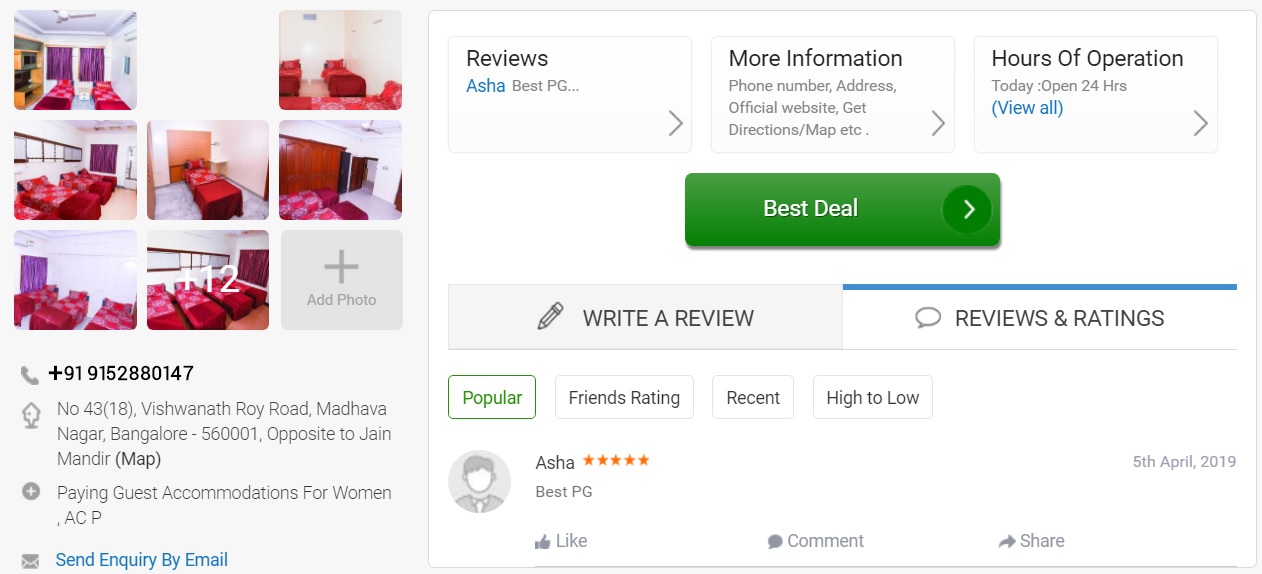 +12
Add Photo
+91 9152880147
No 43(18), Vishwanath Roy Road, Madhava
Nagar, Bangalore - 560001, Opposite to Jain
Mandir (Map)
Paying Guest Accommodations For Women
, AC P
Send Enquiry By Email
Reviews
Asha Best PG...
More Information
Phone number, Address,
Official website, Get
Directions/Map etc .
Hours Of Operation
Today :Open 24 Hrs
(View all)
Best Deal
WRITE A REVIEW
REVIEWS & RATINGS
Popular
Friends Rating
Recent
High to Low
Asha
5th April, 2019
Best PG
Like
Comment
Share